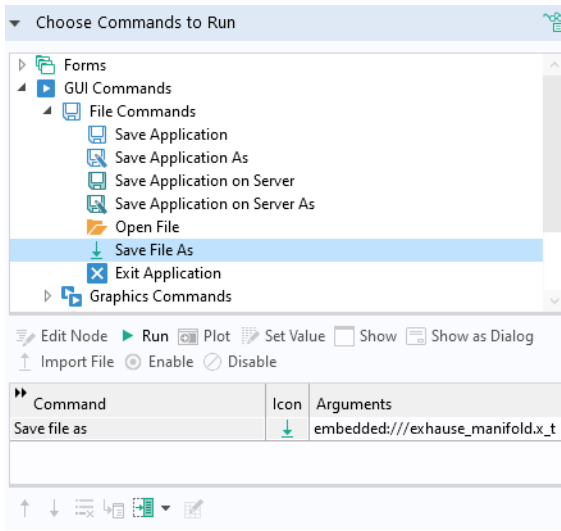 Choose Commands to Run
Forms
GUI Commands
File Commands
Save Application
Save Application As
Save Application on Server
Save Application on Server As
Open File
Save File As
Exit Application
Graphics Commands
Edit Node Run Plot Set Value Show Show as Dialog
Import File Enable Disable
Command Icon Arguments
Save file as embedded:///exhause_manifold.x_t